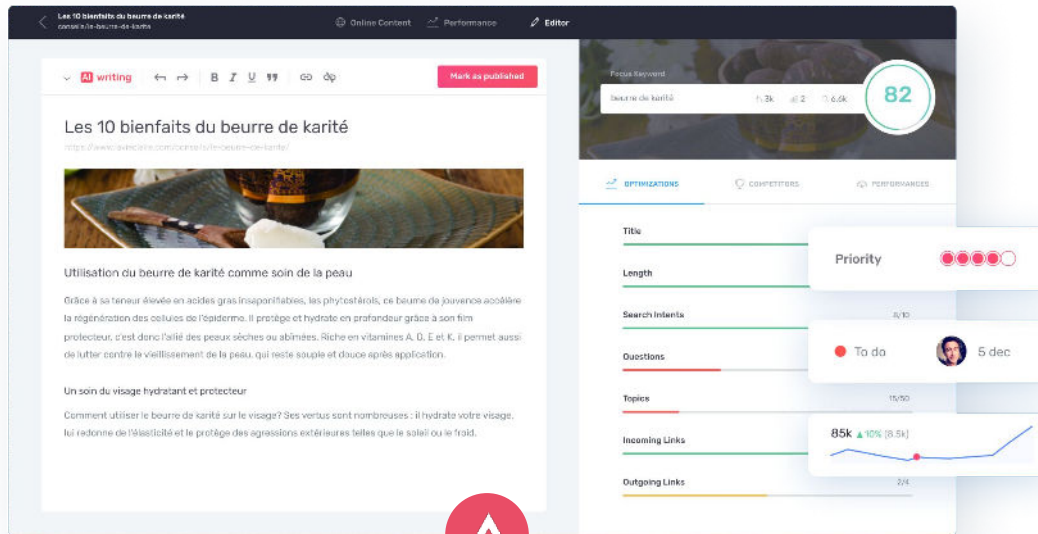 Les 10 bienfaits du beurre de karité
conseils/le-beurre-de-karite
Online Content
Performance
Editor
AI writing
B I U
Mark as published
Les 10 bienfaits du beurre de karité
Utilisation du beurre de karité comme soin de la peau
Grâce à sa teneur élevée en acides gras insaponifiables, les phytostérols, ce baume de jouvence accélère
la régénération des cellules de l'épiderme. Il protège et hydrate en profondeur grâce à son film
protecteur, c'est donc l'allié des peaux sèches ou abîmées. Riche en vitamines A, D, E et K, il permet aussi
de lutter contre le vieillissement de la peau, qui reste souple et douce après application.
Un soin du visage hydratant et protecteur
Comment utiliser le beurre de karité sur le visage? Ses vertus sont nombreuses : il hydrate votre visage,
lui redonne de l'élasticité et le protège des agressions extérieures telles que le soleil ou le froid.
Focus Keyword
beurre de karité
3k
2
6.6k
82
OPTIMIZATIONS
COMPETITORS
PERFORMANCES
Title
Length
Search Intents
8/10
Questions
Topics
15/50
Incoming Links
Outgoing Links
2/4
Priority
To do
5 dec
85k ▲10% (8.5k)